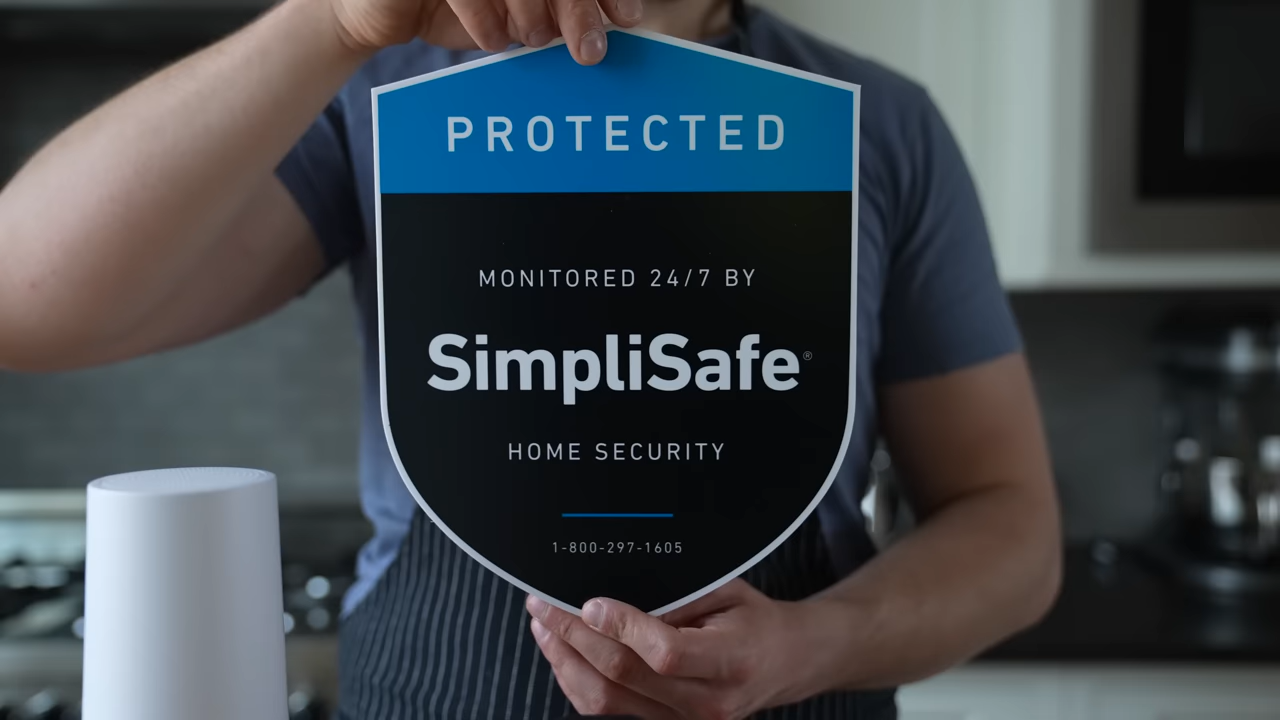 PROTECTED
MONITORED 24/7 BY
SimpliSafe®
HOME SECURITY
1-800-297-1605